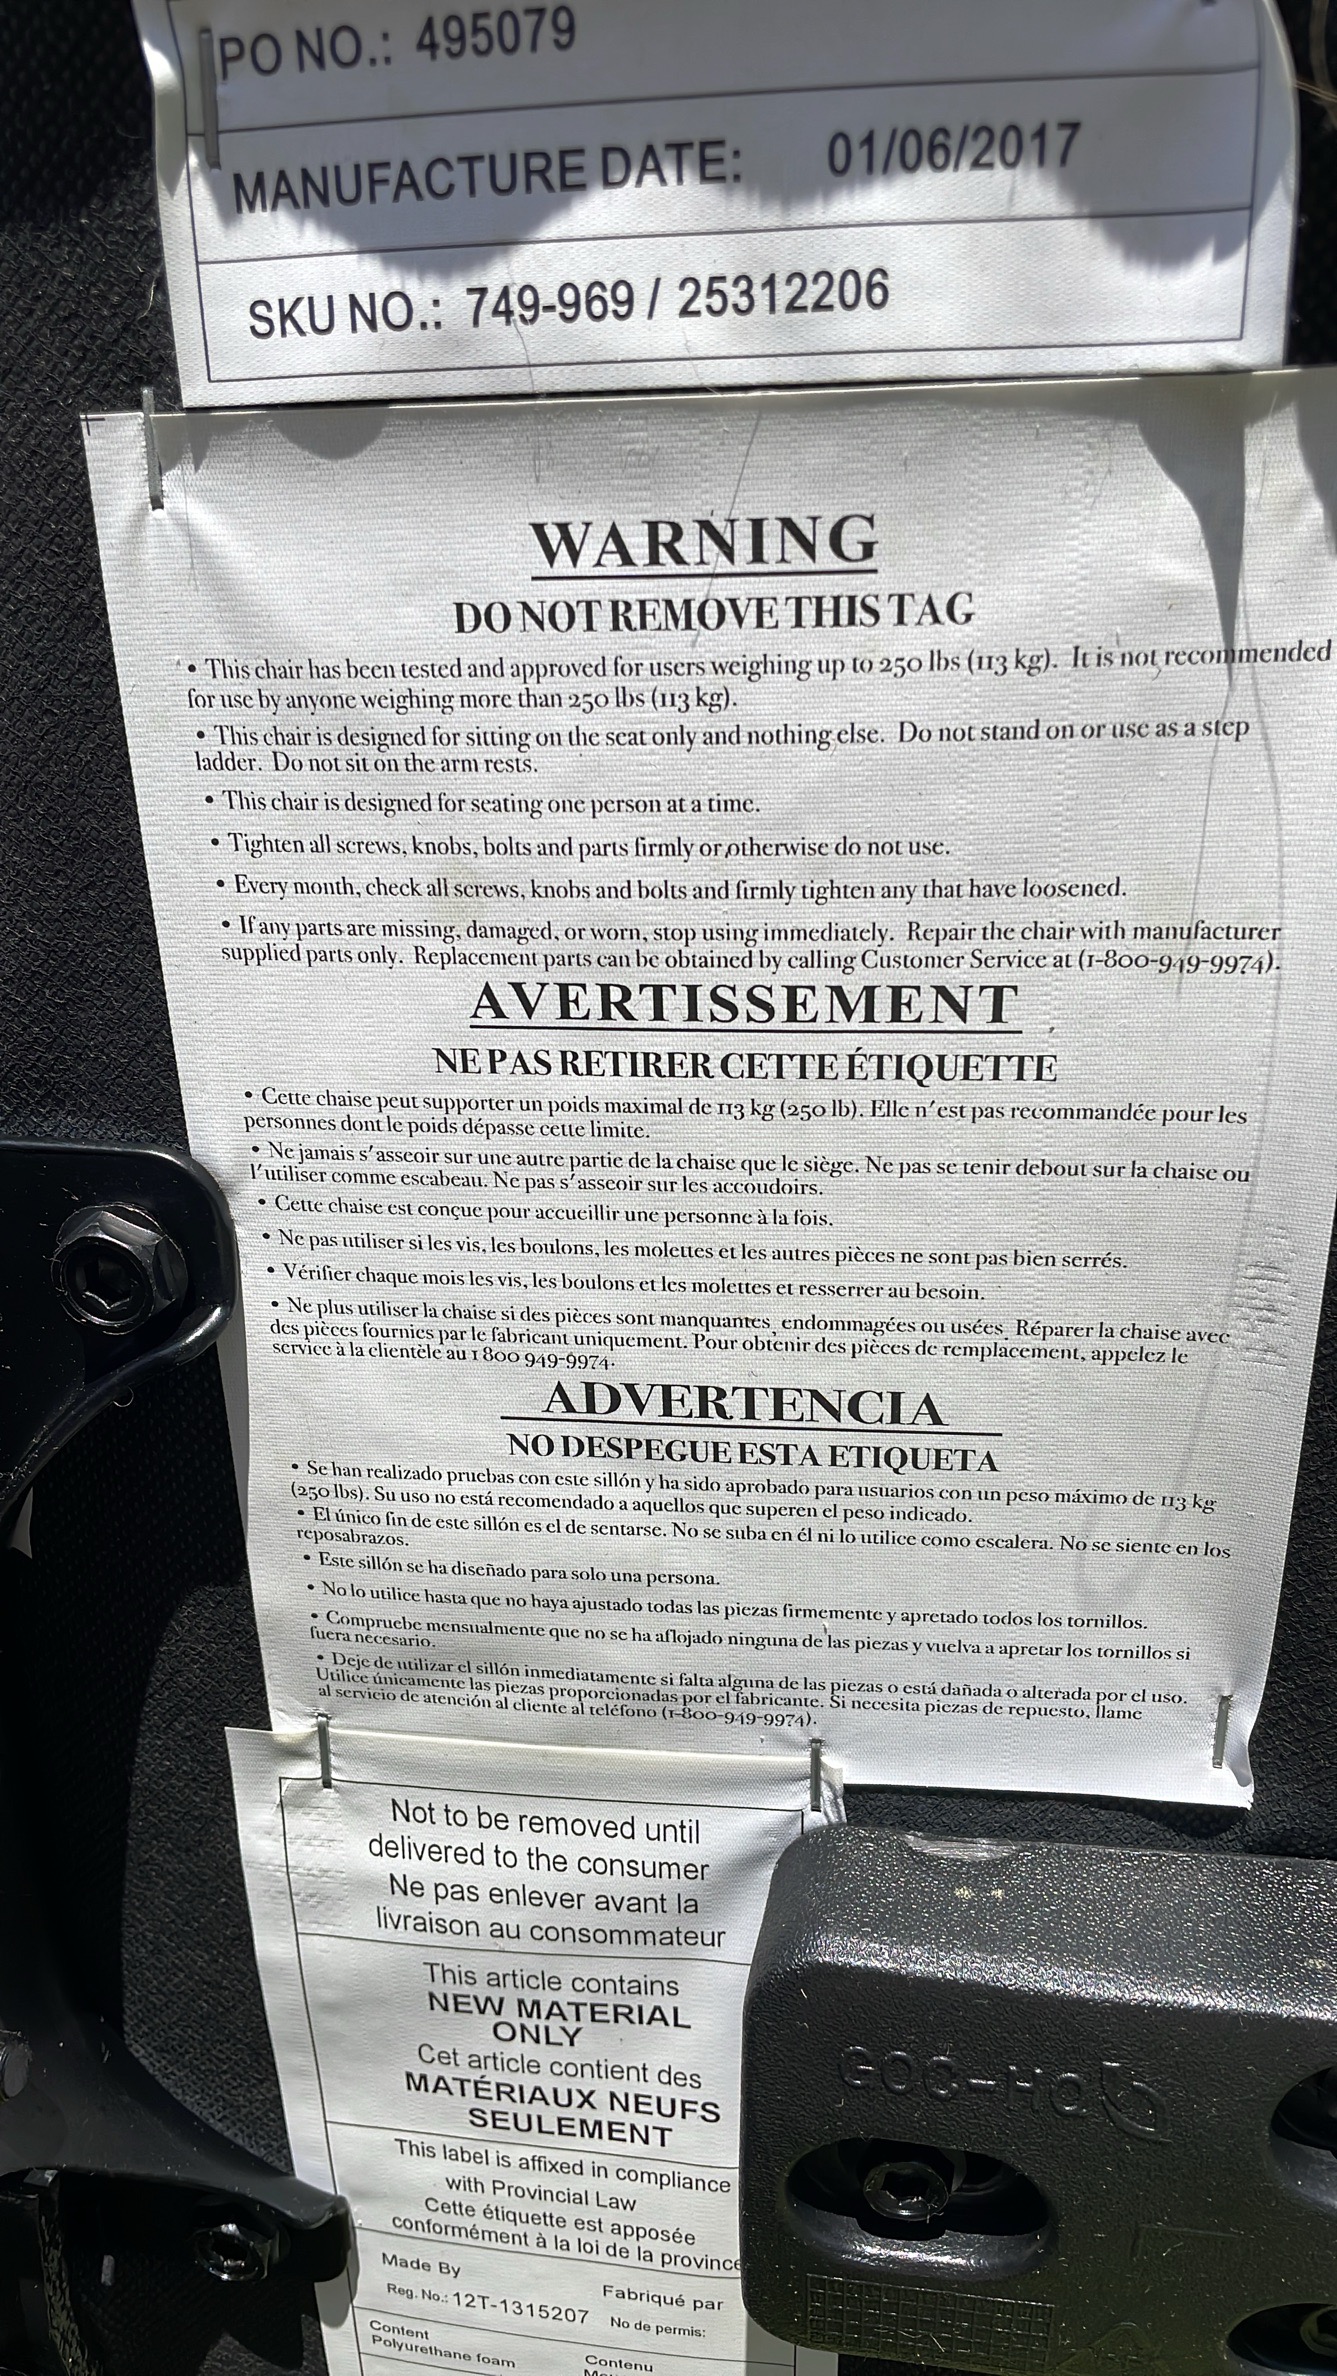 PO NO.: 495079
MANUFACTURE DATE: 01/06/2017
SKU NO.: 749-969 / 25312206
WARNING
DO NOT REMOVE THIS TAG
• This chair has been tested and approved for users weighing up to 250 lbs (113 kg). It is not recommended
for use by anyone weighing more than 250 lbs (113 kg).
• This chair is designed for sitting on the seat only and nothing else. Do not stand on or use as a step
ladder. Do not sit on the arm rests.
• This chair is designed for seating one person at a time.
• Tighten all screws, knobs, bolts and parts firmly or otherwise do not use.
• Every month, check all screws, knobs and bolts and firmly tighten any that have loosened.
• If any parts are missing, damaged, or worn, stop using immediately. Repair the chair with manufacturer
supplied parts only. Replacement parts can be obtained by calling Customer Service at (1-800-949-9974).
AVERTISSEMENT
NE PAS RETIRER CETTE ÉTIQUETTE
• Cette chaise peut supporter un poids maximal de 113 kg (250 lb). Elle n'est pas recommandée pour les
personnes dont le poids dépasse cette limite.
• Ne jamais s'asseoir sur une autre partie de la chaise que le siège. Ne pas se tenir debout sur la chaise ou
l'utiliser comme escabeau. Ne pas s'asseoir sur les accoudoirs.
• Cette chaise est conçue pour accueillir une personne à la fois.
• Ne pas utiliser si les vis, les boulons, les molettes et les autres pièces ne sont pas bien serrés.
• Vérifier chaque mois les vis, les boulons et les molettes et resserrer au besoin.
• Ne plus utiliser la chaise si des pièces sont manquantes, endommagées ou usées. Réparer la chaise avec
des pièces fournies par le fabricant uniquement. Pour obtenir des pièces de remplacement, appelez le
service à la clientèle au 1 800 949-9974.
ADVERTENCIA
NO DESPEGUE ESTA ETIQUETA
• Se han realizado pruebas con este sillón y ha sido aprobado para usuarios con un peso máximo de 113 kg
(250 lbs). Su uso no está recomendado a aquellos que superen el peso indicado.
• El único fin de este sillón es el de sentarse. No se suba en él ni lo utilice como escalera. No se siente en los
reposabrazos.
• Este sillón se ha diseñado para solo una persona.
• No lo utilice hasta que no haya ajustado todas las piezas firmemente y apretado todos los tornillos.
• Compruebe mensualmente que no se ha aflojado ninguna de las piezas y vuelva a apretar los tornillos si
fuera necesario.
• Deje de utilizar el sillón inmediatamente si falta alguna de las piezas o está dañada o alterada por el uso.
Utilice únicamente las piezas proporcionadas por el fabricante. Si necesita piezas de repuesto, llame
al servicio de atención al cliente al teléfono (1-800-949-9974).
Not to be removed until
delivered to the consumer
Ne pas enlever avant la
livraison au consommateur
This article contains
NEW MATERIAL
ONLY
Cet article contient des
MATÉRIAUX NEUFS
SEULEMENT
This label is affixed in compliance
with Provincial Law
Cette étiquette est apposée
conformément à la loi de la province
Made By Fabriqué par
Reg. No.: 12T-1315207 No de permis:
Content Contenu
Polyurethane foam